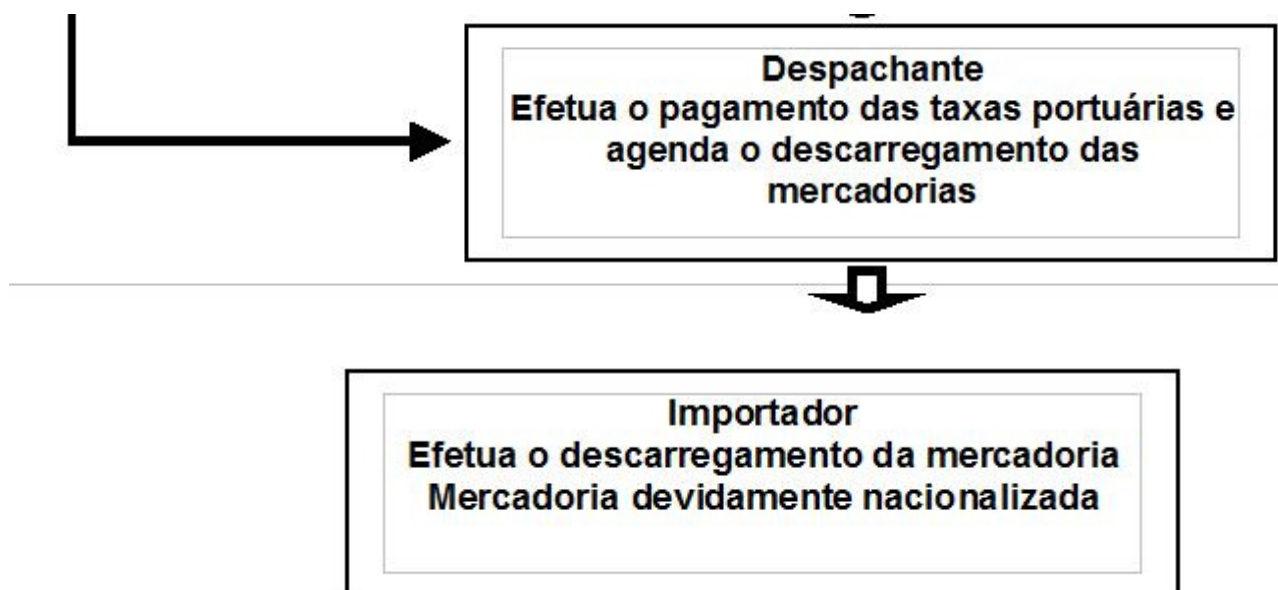 Despachante
Efetua o pagamento das taxas portuárias e
agenda o descarregamento das
mercadorias
Importador
Efetua o descarregamento da mercadoria
Mercadoria devidamente nacionalizada